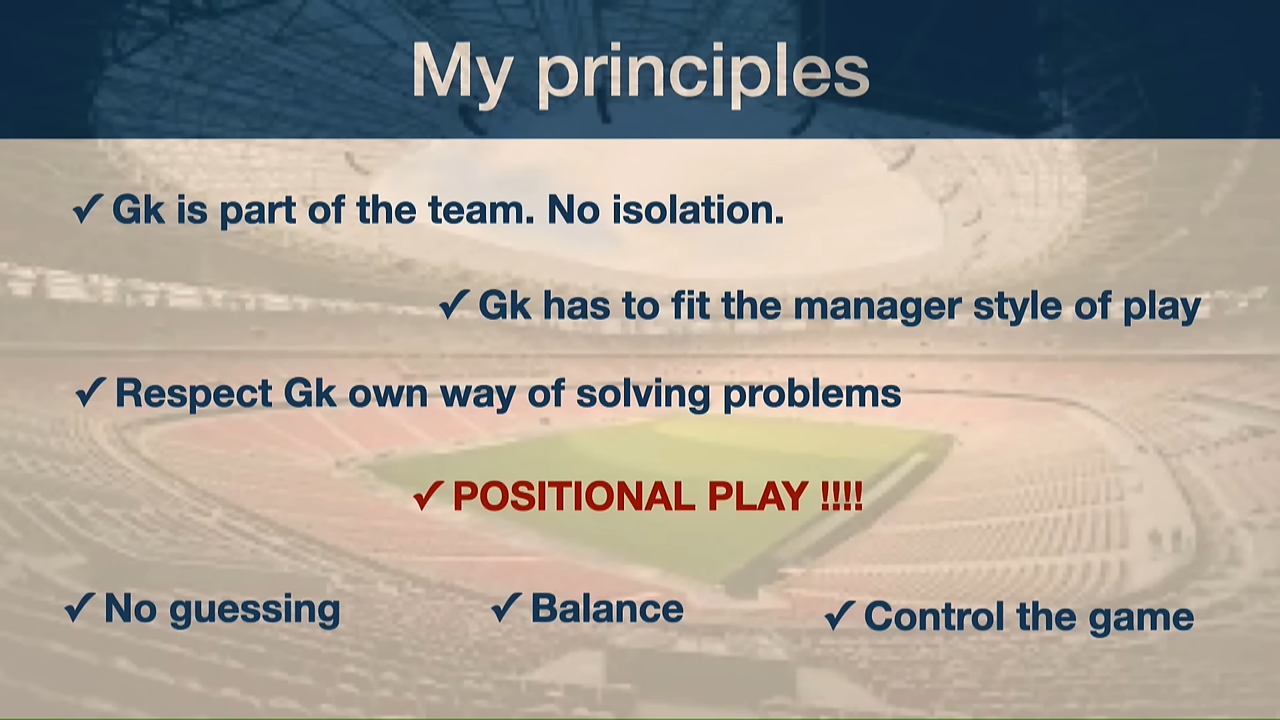 My principles
✓ Gk is part of the team. No isolation.
✓ Gk has to fit the manager style of play
✓ Respect Gk own way of solving problems
✓ POSITIONAL PLAY !!!!
✓ No guessing
✓ Balance
✓ Control the game